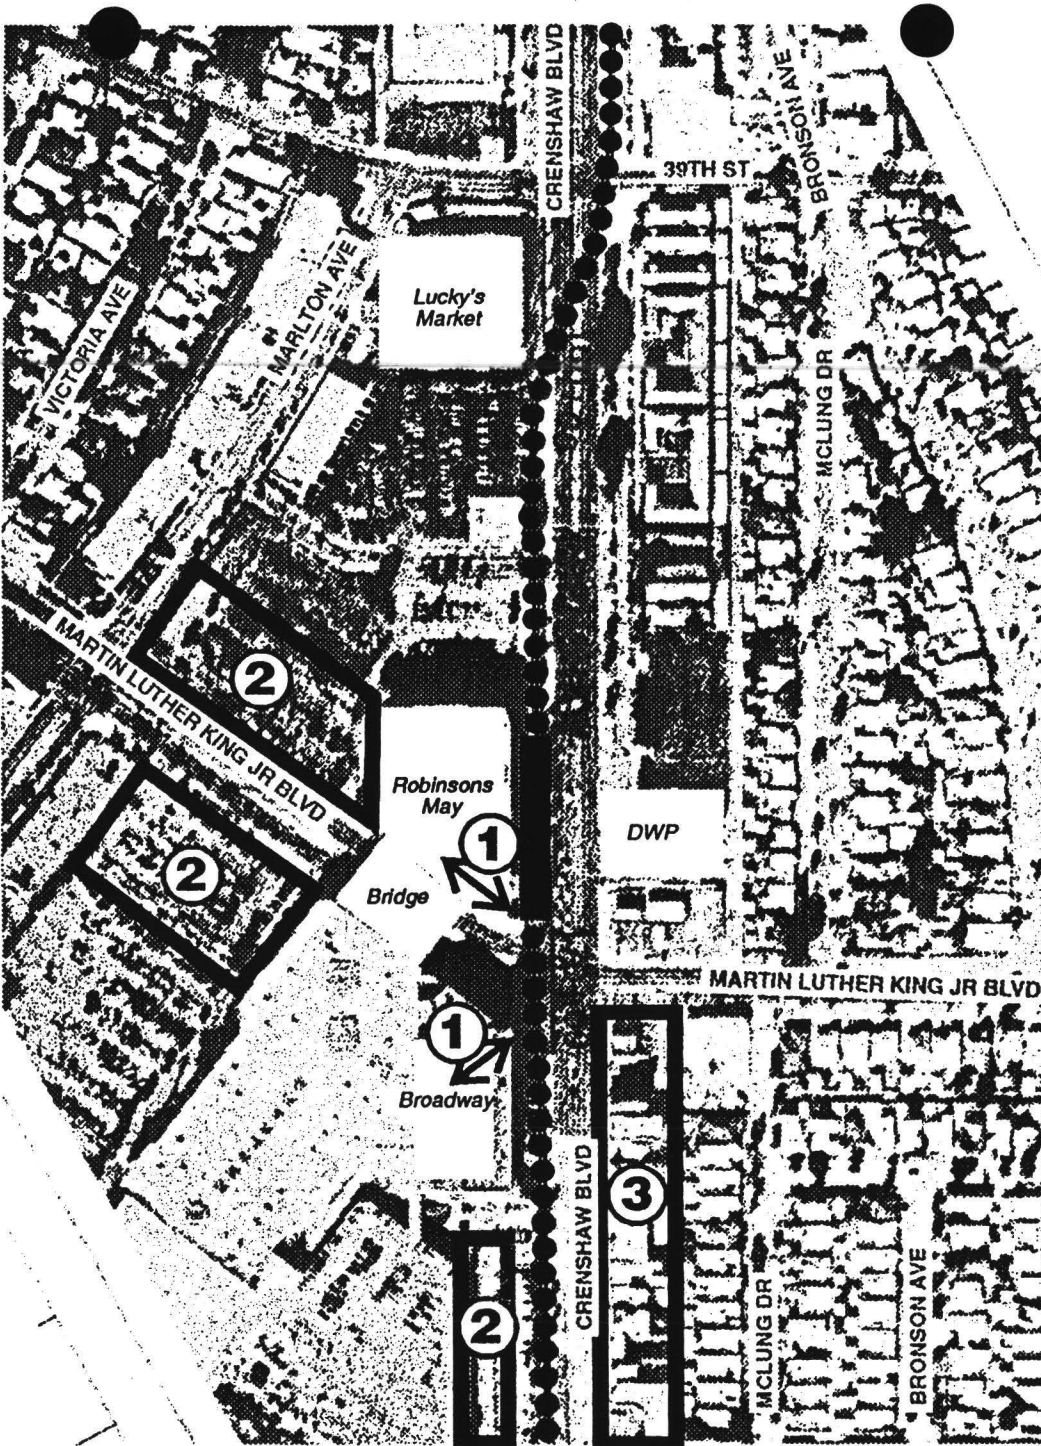 CRENSHAW BLVD
BRONSON AVE
39TH ST
VICTORIA AVE
MARLTON AVE
Lucky's
Market
MCLUNG DR
MARTIN LUTHER KING JR BLVD
2
Robinsons
May
1
DWP
2
Bridge
MARTIN LUTHER KING JR BLVD
1
Broadway
CRENSHAW BLVD
3
2
MCLUNG DR
BRONSON AVE